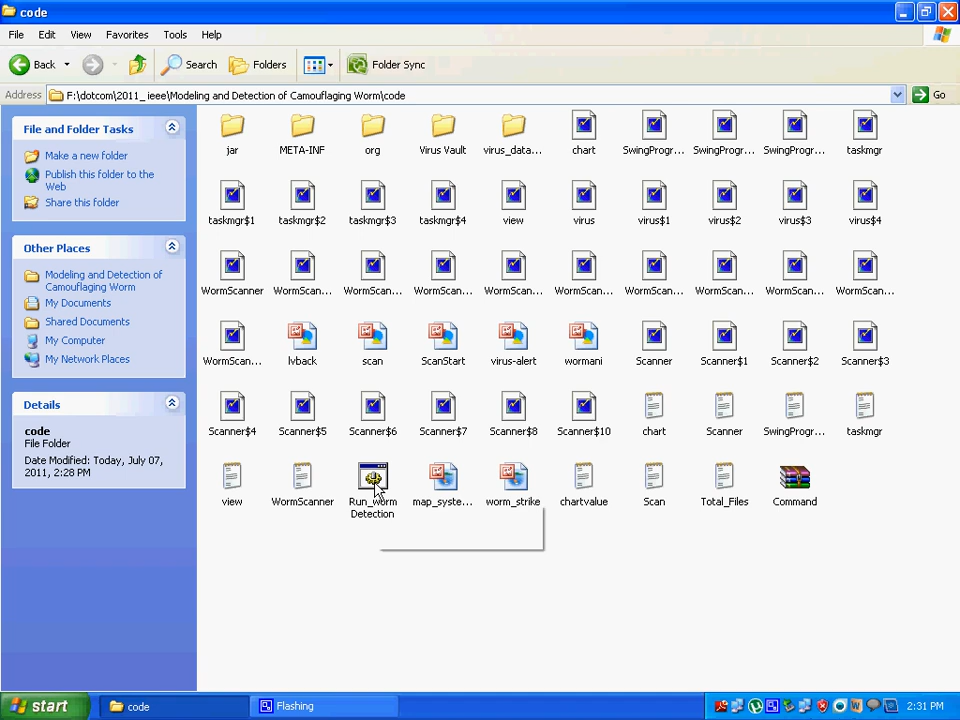 code
File Edit View Favorites Tools Help
Back Search Folders Folder Sync
Address F:\dotcom\2011_ieee\Modeling and Detection of Camouflaging Worm\code Go
File and Folder Tasks
Make a new folder
Publish this folder to the
Web
Share this folder
Other Places
Modeling and Detection of
Camouflaging Worm
My Documents
Shared Documents
My Computer
My Network Places
Details
code
File Folder
Date Modified: Today, July 07,
2011, 2:28 PM
jar META-INF org Virus Vault virus_data... chart SwingProgr... SwingProgr... SwingProgr... taskmgr
taskmgr$1 taskmgr$2 taskmgr$3 taskmgr$4 view virus virus$1 virus$2 virus$3 virus$4
WormScanner WormScan... WormScan... WormScan... WormScan... WormScan... WormScan... WormScan... WormScan... WormScan...
WormScan... lvback scan ScanStart virus-alert wormani Scanner Scanner$1 Scanner$2 Scanner$3
Scanner$4 Scanner$5 Scanner$6 Scanner$7 Scanner$8 Scanner$10 chart Scanner SwingProgr... taskmgr
view WormScanner Run_worm map_syste... worm_strike chartvalue Scan Total_Files Command
Detection
start code Flashing 2:31 PM